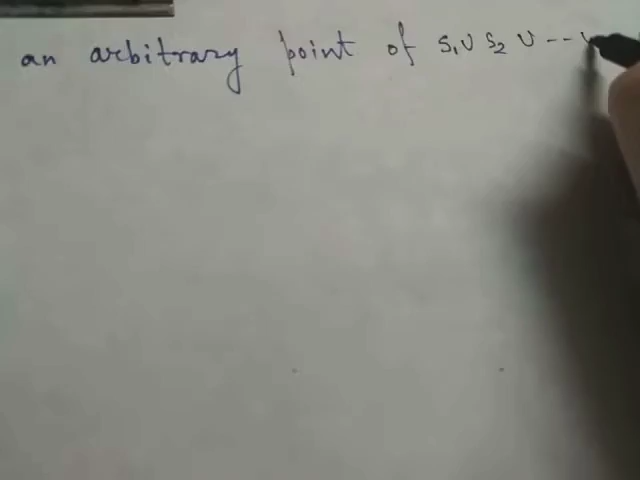 an arbitrary point of S₁ ∪ S₂ ∪ --